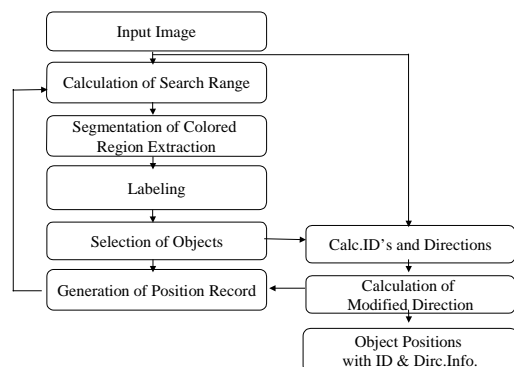 Input Image
Calculation of Search Range
Segmentation of Colored
Region Extraction
Labeling
Selection of Objects
Calc.ID's and Directions
Generation of Position Record
Calculation of
Modified Direction
Object Positions
with ID & Dirc.Info.